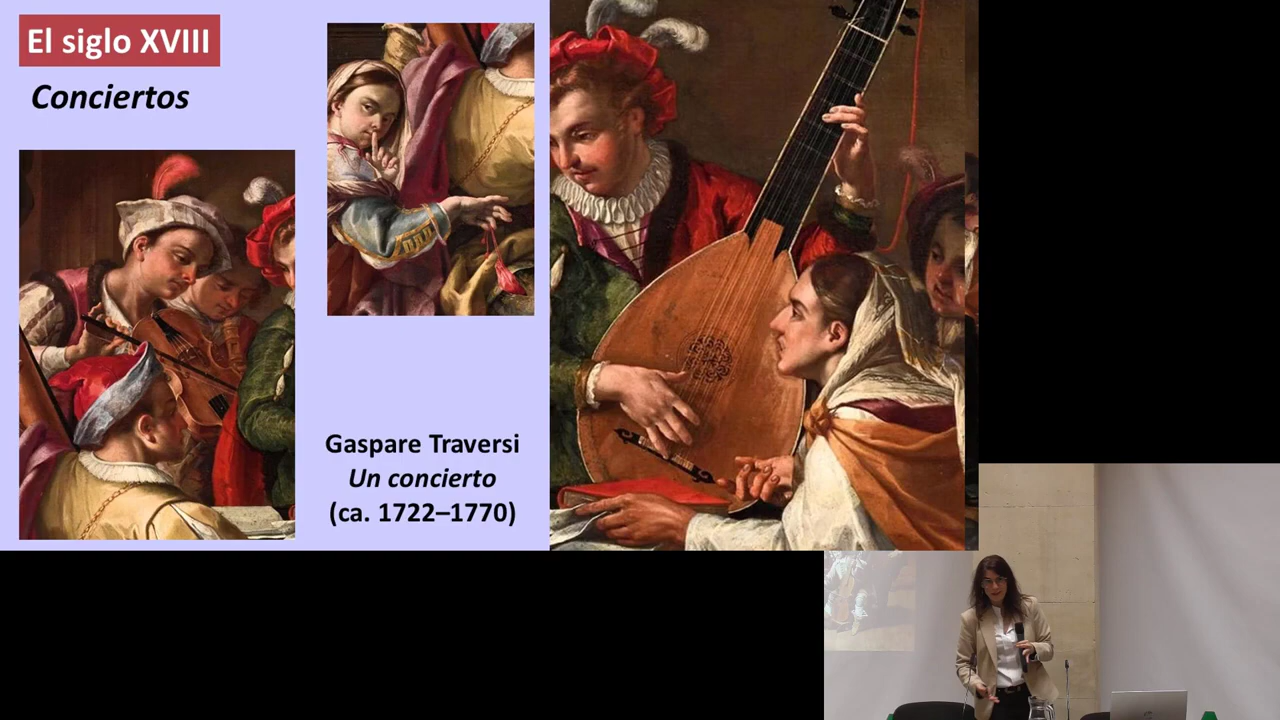 El siglo XVIII
Conciertos
Gaspare Traversi
Un concierto
(ca. 1722–1770)